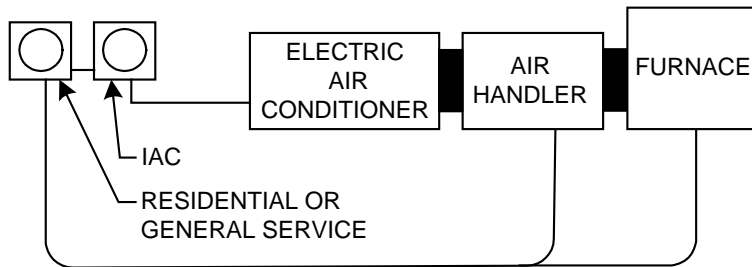 ELECTRIC
AIR
CONDITIONER
AIR
HANDLER
FURNACE
IAC
RESIDENTIAL OR
GENERAL SERVICE